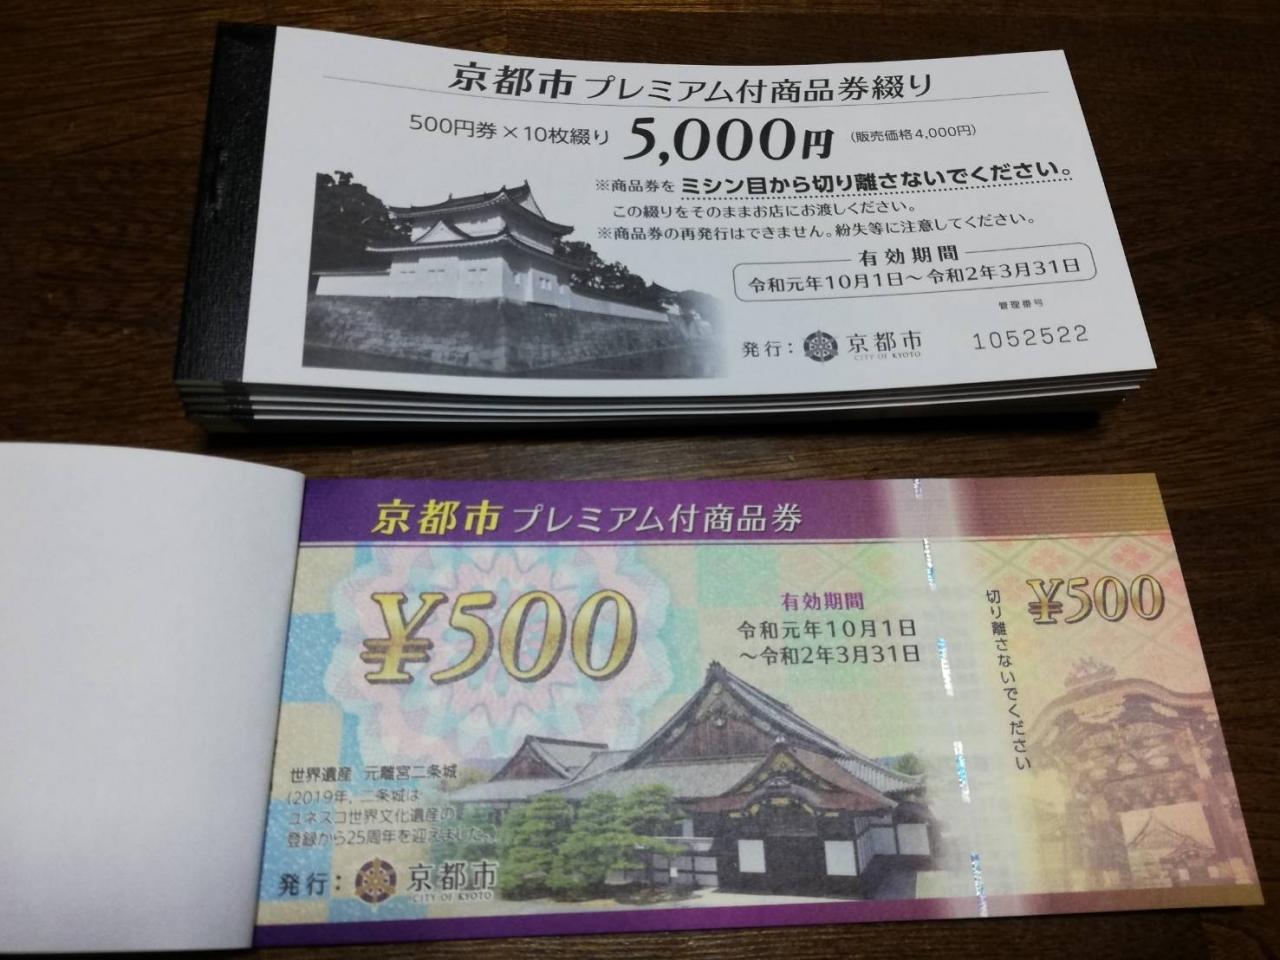 京都市 プレミアム付商品券綴り
500円券×10枚綴り 5,000円 (販売価格4,000円)
※商品券を ミシン目から切り離さないでください。
この綴りをそのままお店にお渡しください。
※商品券の再発行はできません。紛失等に注意してください。
有効期間
令和元年10月1日～令和2年3月31日
管理番号
発行： 京都市 1052522
CITY OF KYOTO
京都市 プレミアム付商品券
¥500
有効期間
令和元年10月1日
～令和2年3月31日
切り離さないでください
¥500
世界遺産 元離宮二条城
(2019年、二条城は
ユネスコ世界文化遺産の
登録から25周年を迎えました。)
発行： 京都市
CITY OF KYOTO